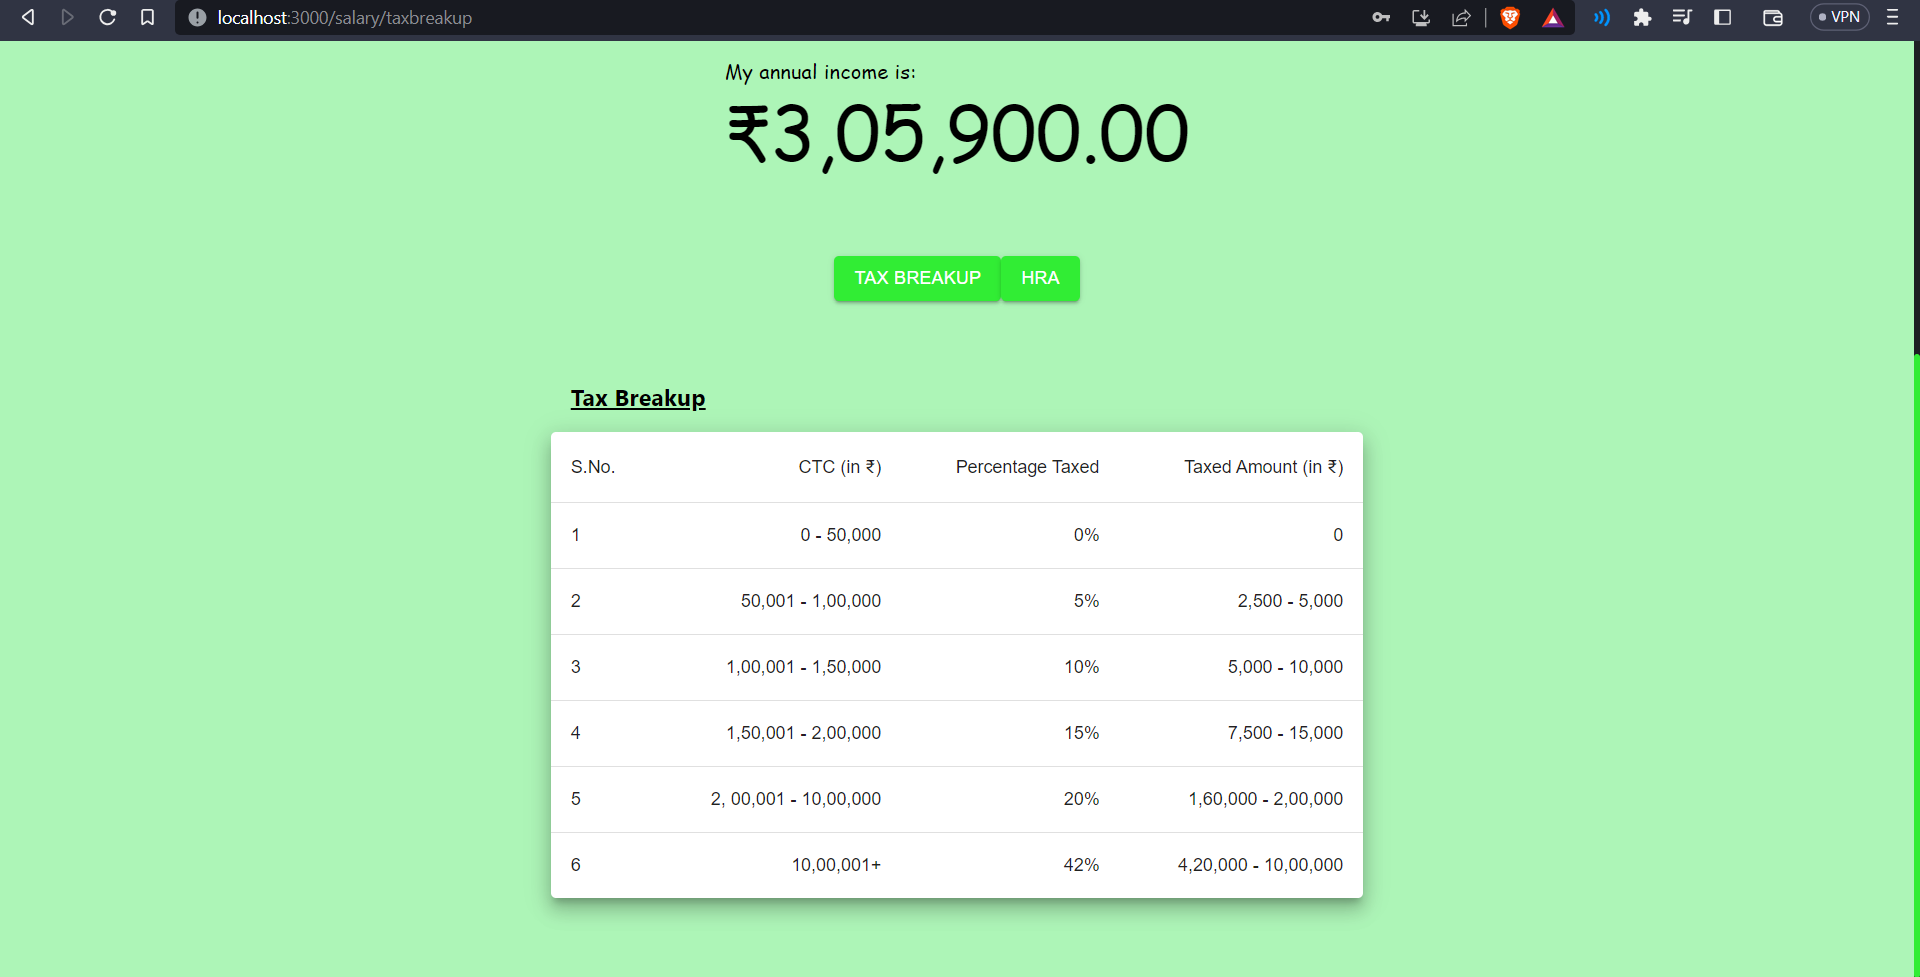 localhost:3000/salary/taxbreakup VPN
My annual income is:
₹3,05,900.00
TAX BREAKUP HRA
Tax Breakup
S.No. CTC (in ₹) Percentage Taxed Taxed Amount (in ₹)
1 0 - 50,000 0% 0
2 50,001 - 1,00,000 5% 2,500 - 5,000
3 1,00,001 - 1,50,000 10% 5,000 - 10,000
4 1,50,001 - 2,00,000 15% 7,500 - 15,000
5 2, 00,001 - 10,00,000 20% 1,60,000 - 2,00,000
6 10,00,001+ 42% 4,20,000 - 10,00,000